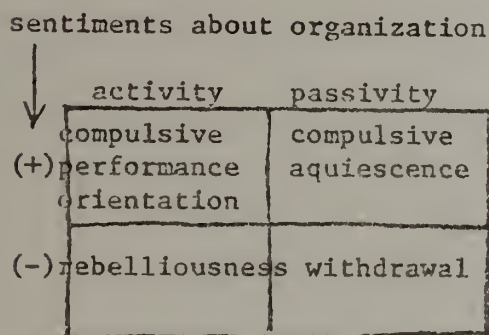 sentiments about organization
activity passivity
compulsive compulsive
(+) performance aquiescence
orientation
(-) rebelliousness withdrawal